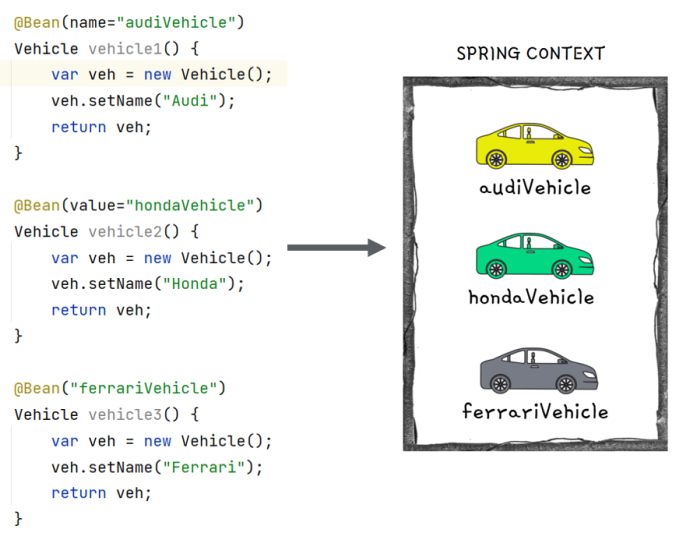 @Bean(name="audiVehicle")
Vehicle vehicle1() {
    var veh = new Vehicle();
    veh.setName("Audi");
    return veh;
}
@Bean(value="hondaVehicle")
Vehicle vehicle2() {
    var veh = new Vehicle();
    veh.setName("Honda");
    return veh;
}
@Bean("ferrariVehicle")
Vehicle vehicle3() {
    var veh = new Vehicle();
    veh.setName("Ferrari");
    return veh;
}
SPRING CONTEXT
audiVehicle
hondaVehicle
ferrariVehicle